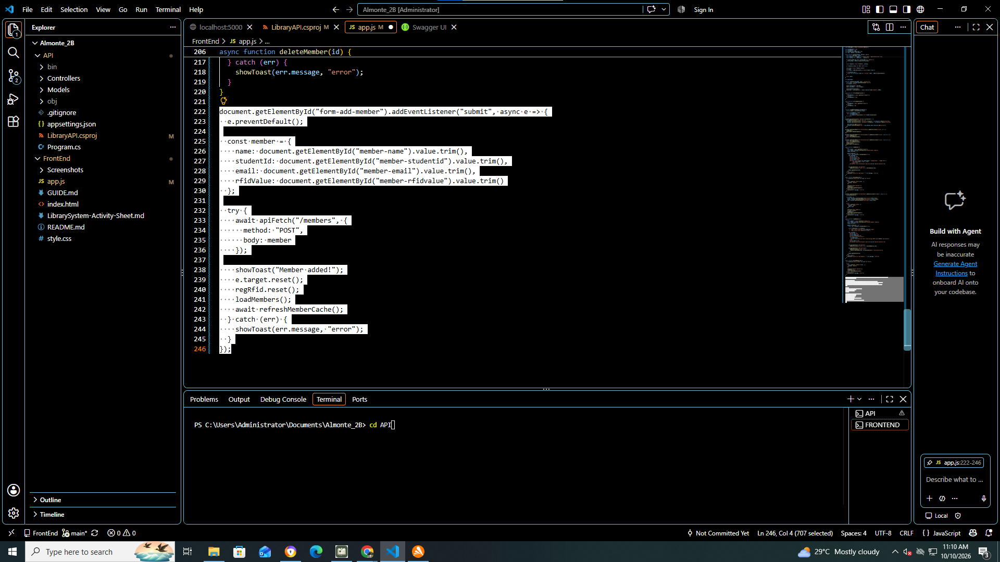 File Edit Selection View Go Run Terminal Help
Almonte_2B [Administrator]
Sign In
Explorer
localhost:5000
LibraryAPI.csproj M
JS app.js M
Swagger UI
Chat
FrontEnd > JS app.js > ...
1
Almonte_2B
API
bin
Controllers
Models
obj
.gitignore
{} appsettings.json
LibraryAPI.csproj M
C# Program.cs
FrontEnd
Screenshots
JS app.js M
GUIDE.md
<> index.html
LibrarySystem-Activity-Sheet.md
README.md
# style.css
2
Outline
Timeline
206 async function deleteMember(id) {
217 } catch (err) {
218 showToast(err.message, "error");
219 }
220 }
221
222 document.getElementById("form-add-member").addEventListener("submit", async e => {
223 e.preventDefault();
224
225 const member = {
226 name: document.getElementById("member-name").value.trim(),
227 studentId: document.getElementById("member-studentid").value.trim(),
228 email: document.getElementById("member-email").value.trim(),
229 rfidValue: document.getElementById("member-rfidvalue").value.trim()
230 };
231
232 try {
233 await apiFetch("/members", {
234 method: "POST",
235 body: member
236 });
237
238 showToast("Member added!");
239 e.target.reset();
240 regRfid.reset();
241 loadMembers();
242 await refreshMemberCache();
243 } catch (err) {
244 showToast(err.message, "error");
245 }
246 });
Build with Agent
AI responses may
be inaccurate
Generate Agent
Instructions to
onboard AI onto
your codebase.
JS app.js:222-246
Describe what to ...
Local
Problems Output Debug Console Terminal Ports
PS C:\Users\Administrator\Documents\Almonte_2B> cd API
API
FRONTEND
FrontEnd main* 0 0
Not Committed Yet Ln 246, Col 4 (707 selected) Spaces: 4 UTF-8 CRLF {} JavaScript
Type here to search
29°C Mostly cloudy
11:10 AM
10/10/2026
3